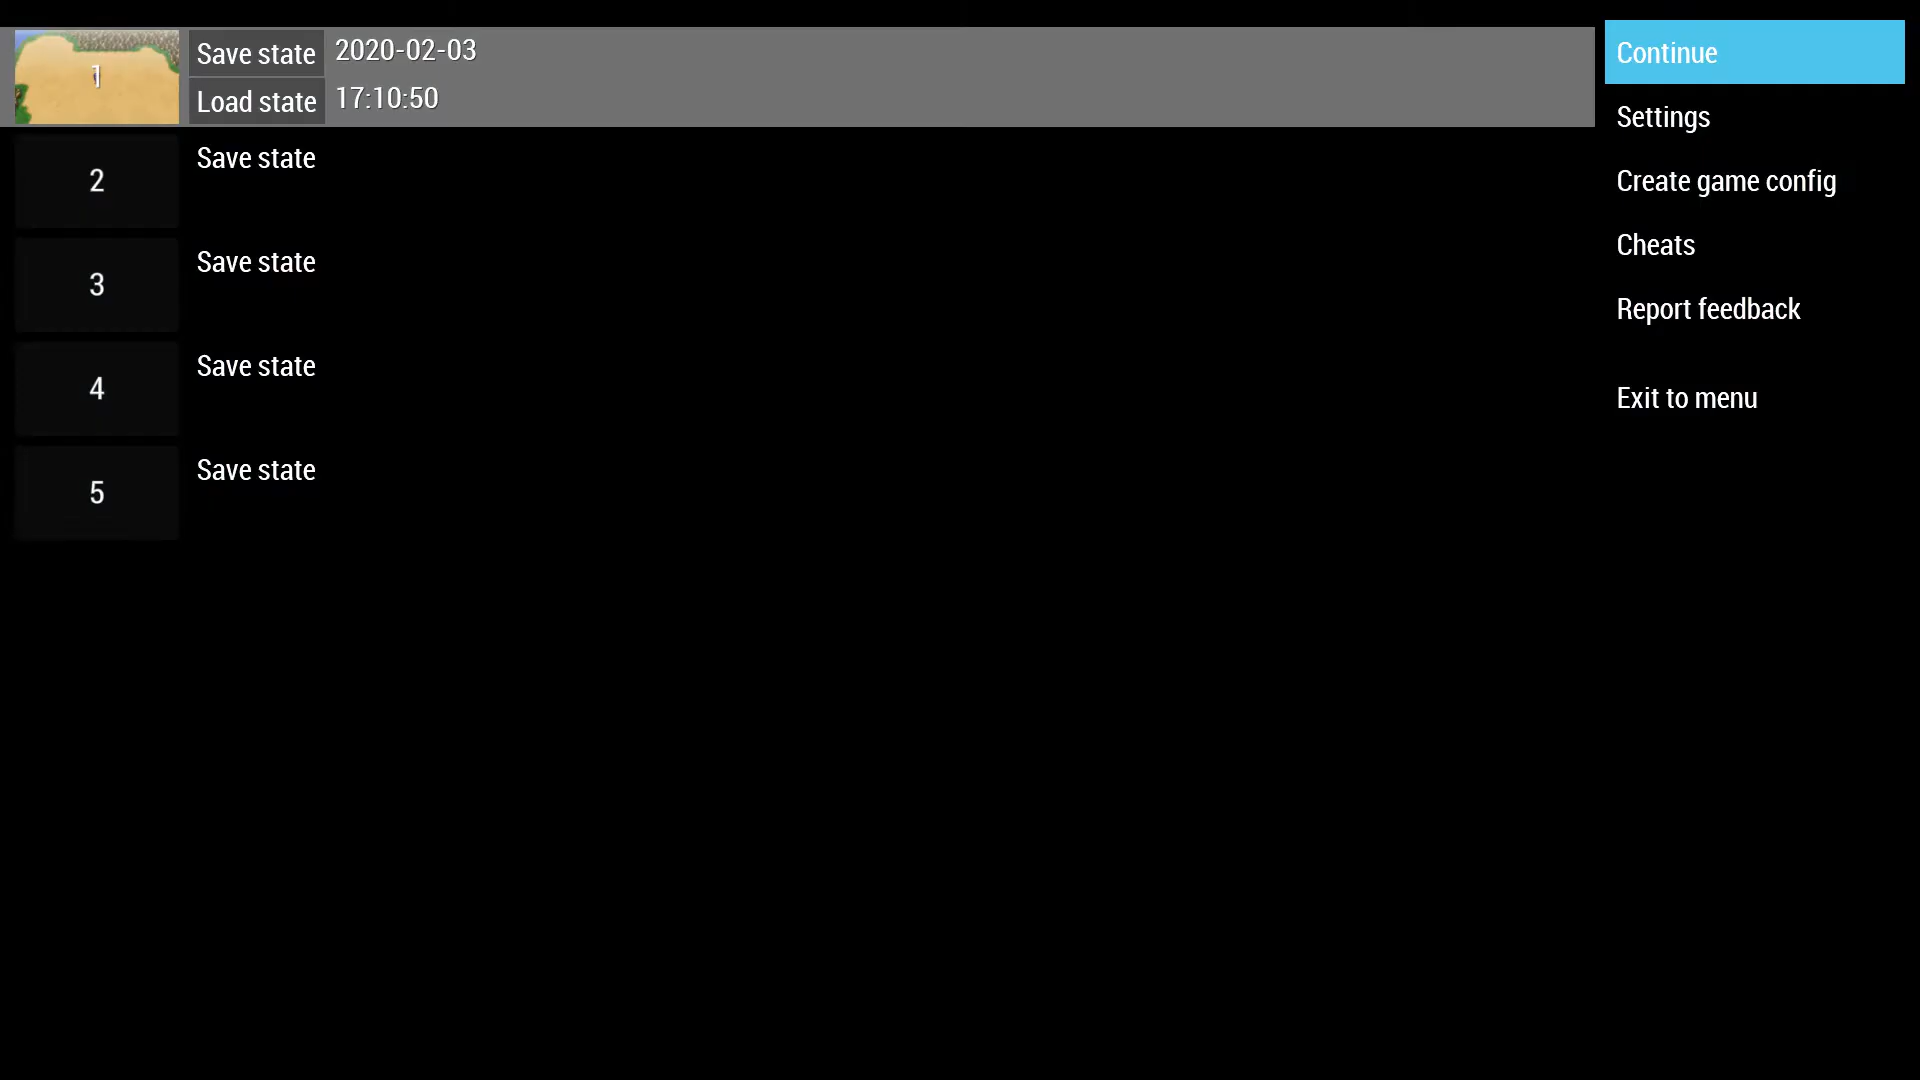 1
Save state
2020-02-03
Load state
17:10:50
2
Save state
3
Save state
4
Save state
5
Save state
Continue
Settings
Create game config
Cheats
Report feedback
Exit to menu